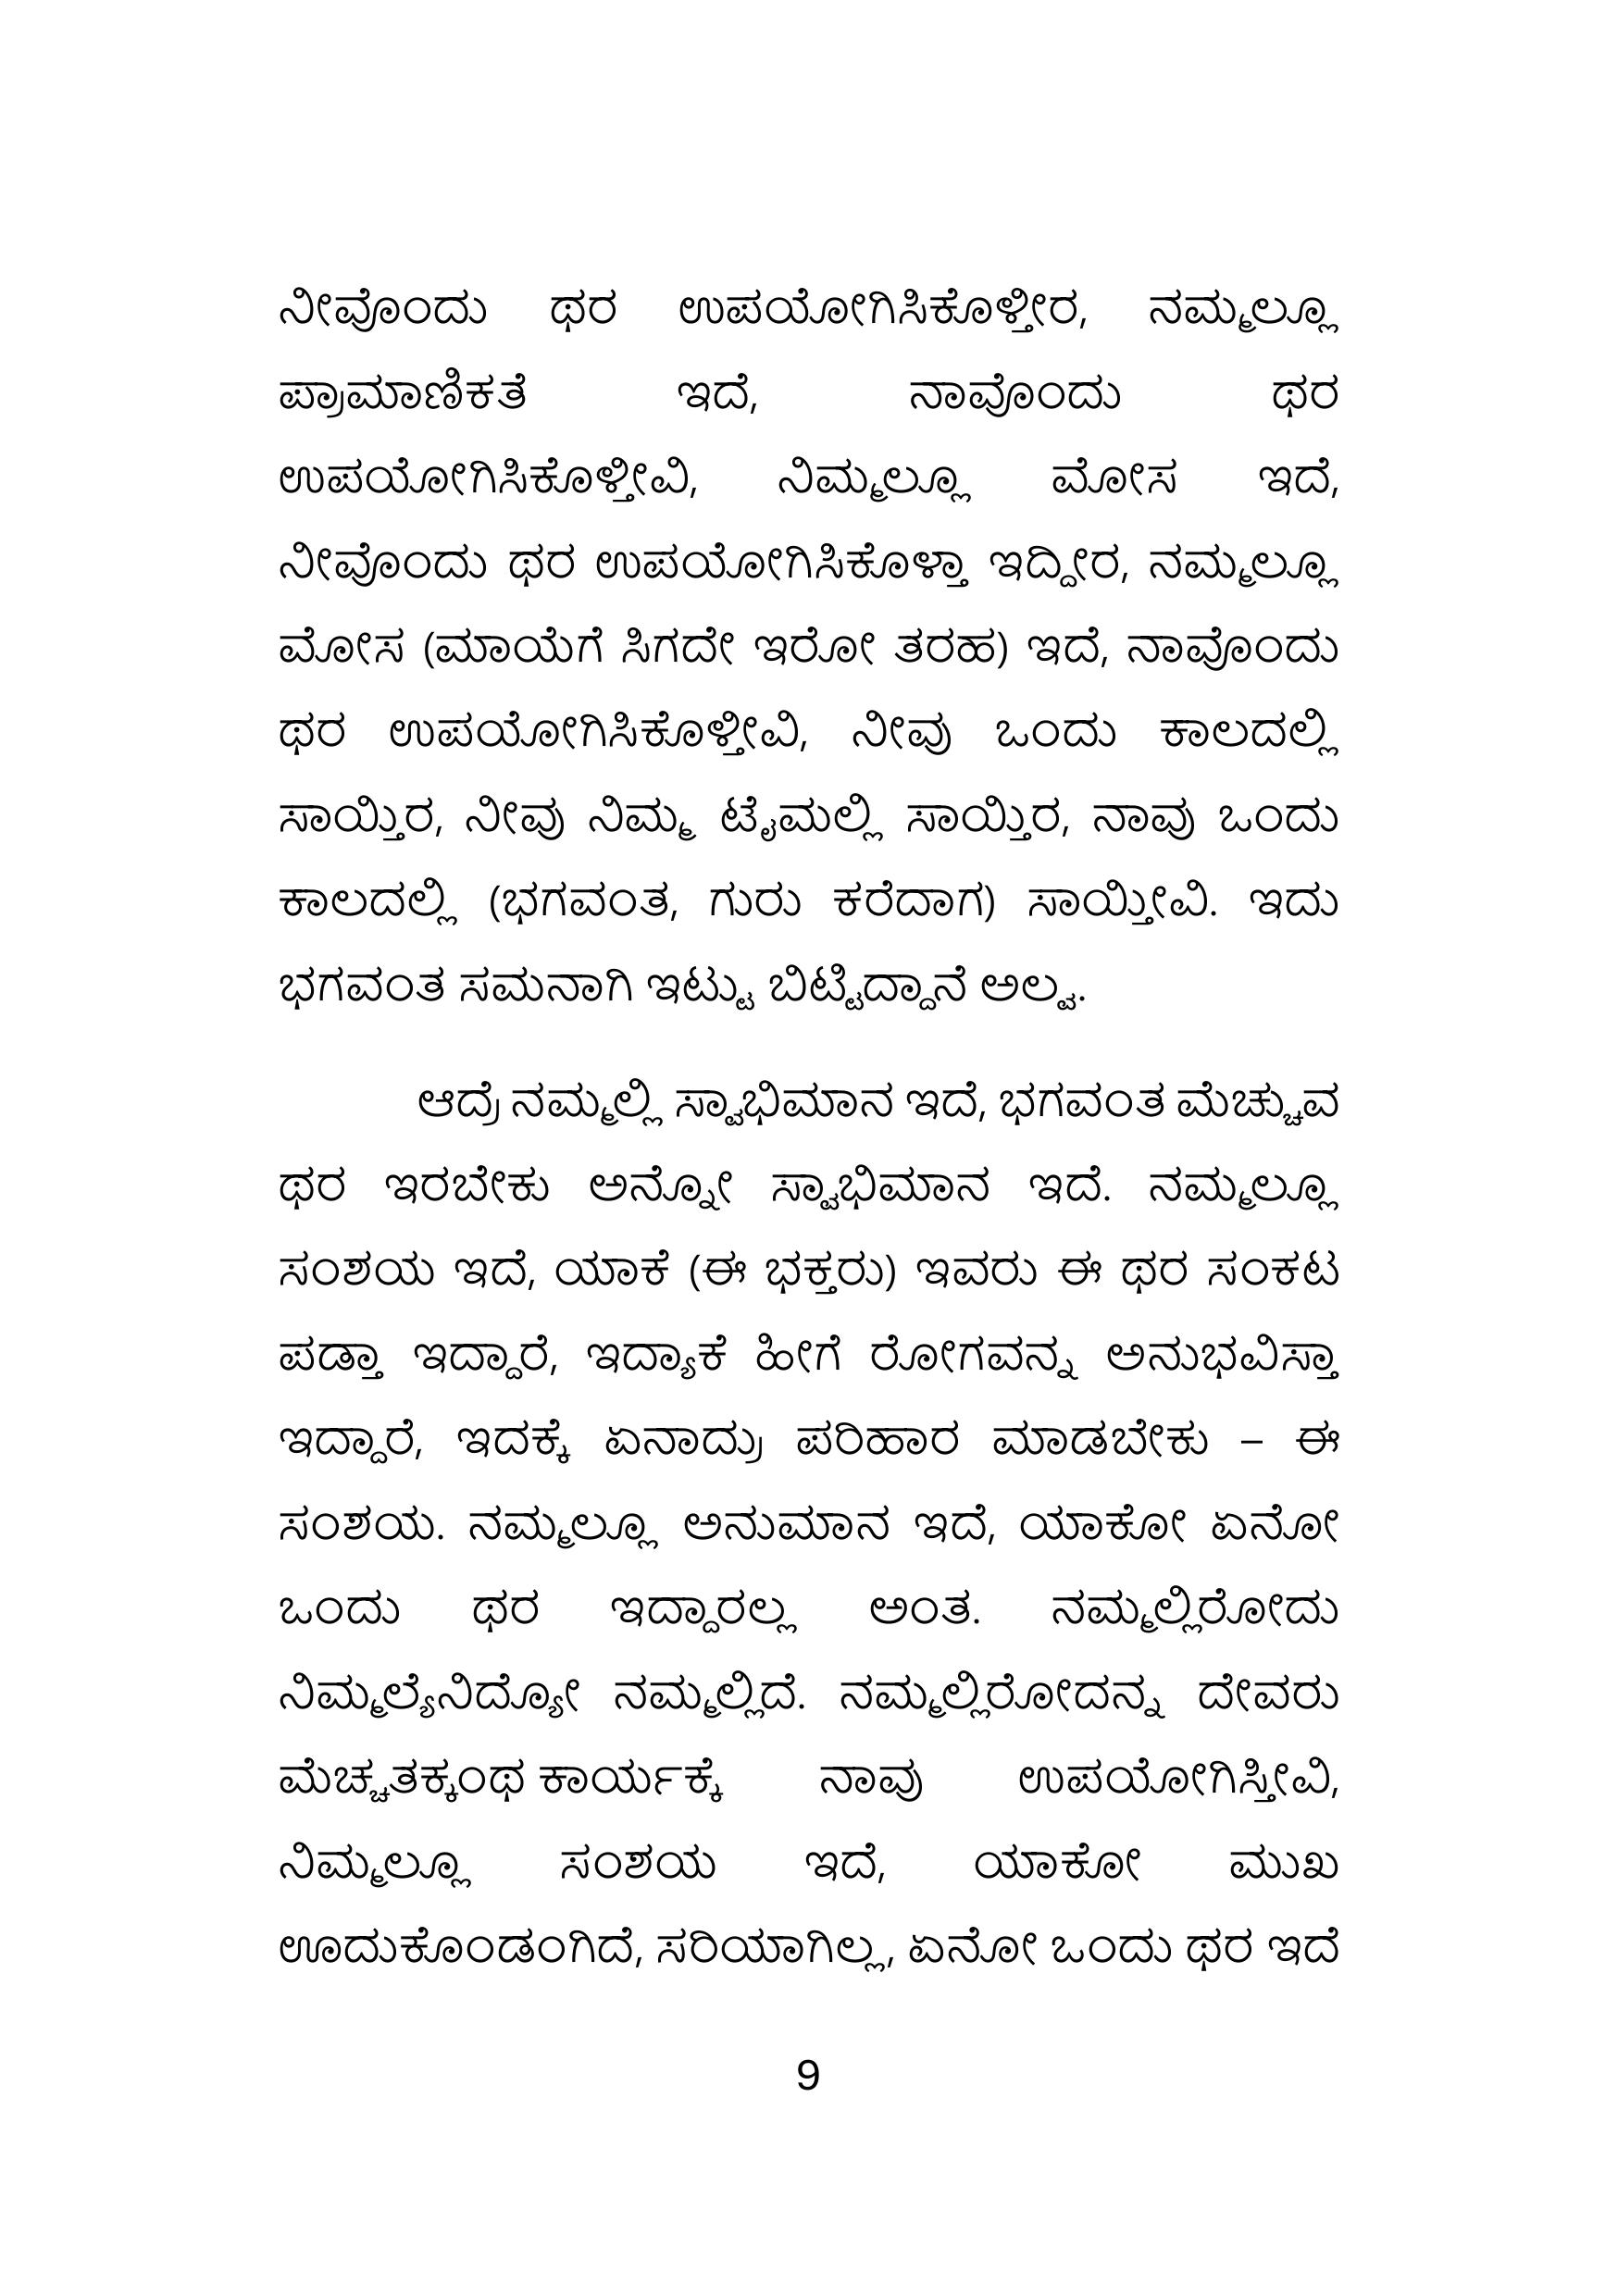 ನೀವೊಂದು ಥರ ಉಪಯೋಗಿಸಿಕೊಳ್ತೀರ, ನಮ್ಮಲ್ಲೂ
ಪ್ರಾಮಾಣಿಕತೆ ಇದೆ, ನಾವೊಂದು ಥರ
ಉಪಯೋಗಿಸಿಕೊಳ್ತೀವಿ, ನಿಮ್ಮಲ್ಲೂ ಮೋಸ ಇದೆ,
ನೀವೊಂದು ಥರ ಉಪಯೋಗಿಸಿಕೊಳ್ತಾ ಇದ್ದೀರ, ನಮ್ಮಲ್ಲೂ
ಮೋಸ (ಮಾಯೆಗೆ ಸಿಗದೇ ಇರೋ ತರಹ) ಇದೆ, ನಾವೊಂದು
ಥರ ಉಪಯೋಗಿಸಿಕೊಳ್ತೀವಿ, ನೀವು ಒಂದು ಕಾಲದಲ್ಲಿ
ಸಾಯ್ತಿರ, ನೀವು ನಿಮ್ಮ ಟೈಮಲ್ಲಿ ಸಾಯ್ತಿರ, ನಾವು ಒಂದು
ಕಾಲದಲ್ಲಿ (ಭಗವಂತ, ಗುರು ಕರೆದಾಗ) ಸಾಯ್ತೀವಿ. ಇದು
ಭಗವಂತ ಸಮನಾಗಿ ಇಟ್ಟು ಬಿಟ್ಟಿದ್ದಾನೆ ಅಲ್ವ.
ಆದ್ರೆ ನಮ್ಮಲ್ಲಿ ಸ್ವಾಭಿಮಾನ ಇದೆ, ಭಗವಂತ ಮೆಚ್ಚುವ
ಥರ ಇರಬೇಕು ಅನ್ನೋ ಸ್ವಾಭಿಮಾನ ಇದೆ. ನಮ್ಮಲ್ಲೂ
ಸಂಶಯ ಇದೆ, ಯಾಕೆ (ಈ ಭಕ್ತರು) ಇವರು ಈ ಥರ ಸಂಕಟ
ಪಡ್ತಾ ಇದ್ದಾರೆ, ಇದ್ಯಾಕೆ ಹೀಗೆ ರೋಗವನ್ನ ಅನುಭವಿಸ್ತಾ
ಇದ್ದಾರೆ, ಇದಕ್ಕೆ ಏನಾದ್ರು ಪರಿಹಾರ ಮಾಡಬೇಕು – ಈ
ಸಂಶಯ. ನಮ್ಮಲ್ಲೂ ಅನುಮಾನ ಇದೆ, ಯಾಕೋ ಏನೋ
ಒಂದು ಥರ ಇದ್ದಾರಲ್ಲ ಅಂತ. ನಮ್ಮಲ್ಲಿರೋದು
ನಿಮ್ಮಲ್ಯೆನಿದ್ಯೋ ನಮ್ಮಲ್ಲಿದೆ. ನಮ್ಮಲ್ಲಿರೋದನ್ನ ದೇವರು
ಮೆಚ್ಚತಕ್ಕಂಥ ಕಾರ್ಯಕ್ಕೆ ನಾವು ಉಪಯೋಗಿಸ್ತೀವಿ,
ನಿಮ್ಮಲ್ಲೂ ಸಂಶಯ ಇದೆ, ಯಾಕೋ ಮುಖ
ಊದುಕೊಂಡಂಗಿದೆ, ಸರಿಯಾಗಿಲ್ಲ, ಏನೋ ಒಂದು ಥರ ಇದೆ
9